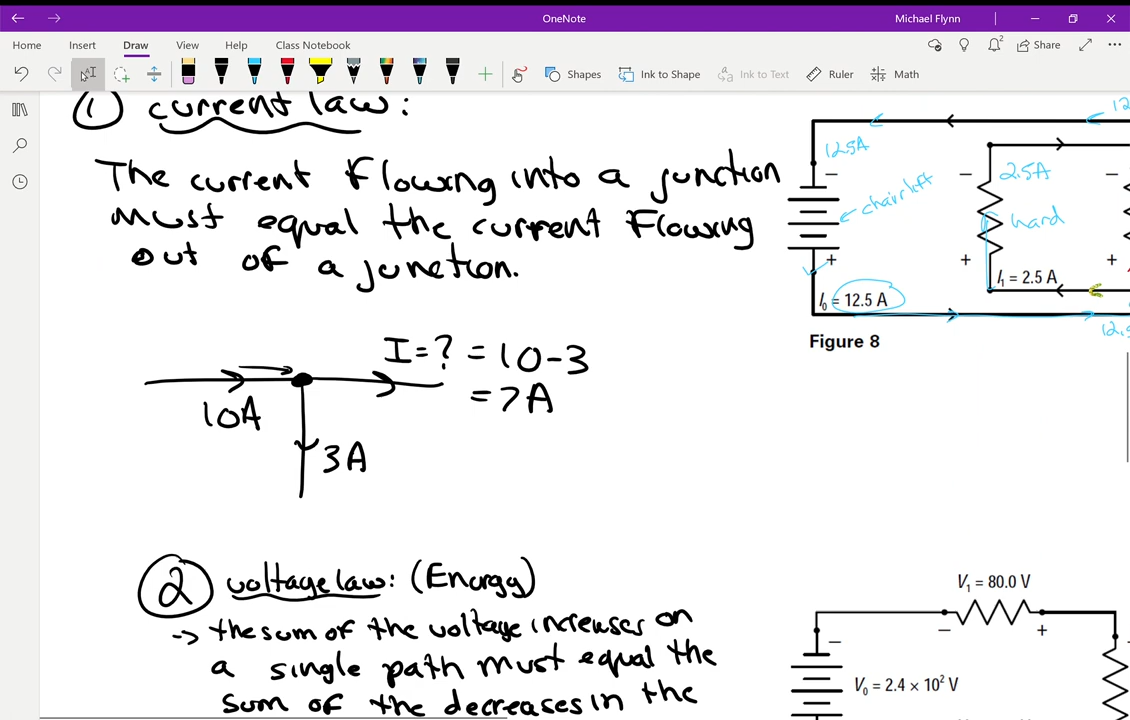 OneNote
Michael Flynn
Home Insert Draw View Help Class Notebook
2
Share
Shapes Ink to Shape Ink to Text Ruler Math
① current law:
The current Flowing into a junction
must equal the current Flowing
out of a junction.
10A
3A
I=? = 10-3
= 7A
② voltage law: (Energy)
→ the sum of the voltage increases on
a single path must equal the
sum of the decreases in the
12.5A
12
−
chairlift
+
I₀ = 12.5 A
−
2.5A
hard
+
I₁ = 2.5 A
−
+
12.5
Figure 8
V₁ = 80.0 V
− +
−
V₀ = 2.4 × 10² V